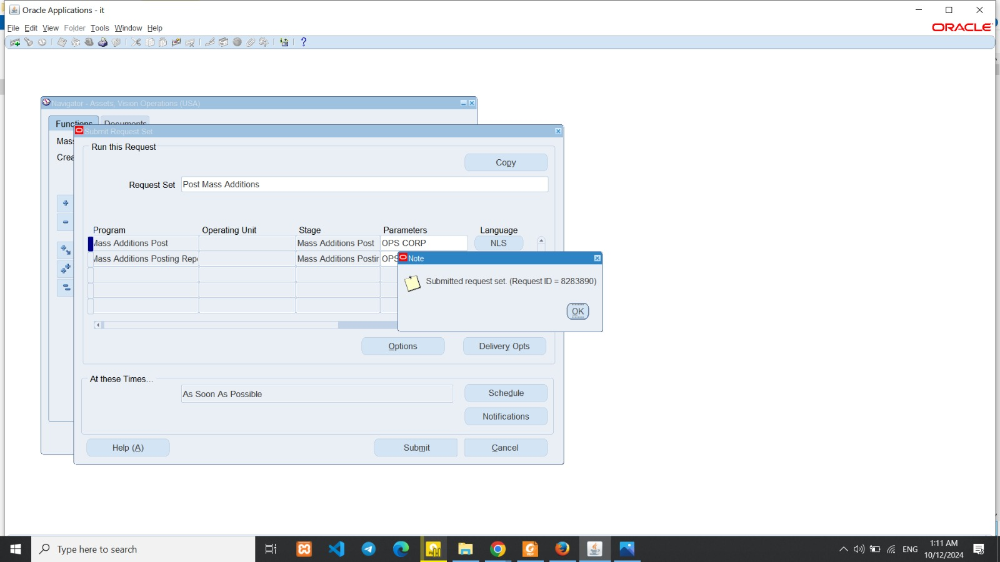 Oracle Applications - it
File Edit View Folder Tools Window Help
ORACLE
Navigator - Assets, Vision Operations (USA)
Functions Documents
Submit Request Set
Mass
Crea
Run this Request
Copy
Request Set Post Mass Additions
Program Operating Unit Stage Parameters Language
Mass Additions Post Mass Additions Post OPS CORP NLS
Mass Additions Posting Repo Mass Additions Postin OPS
Note
Submitted request set. (Request ID = 8283890)
OK
Options Delivery Opts
At these Times...
As Soon As Possible Schedule
Notifications
Help (A) Submit Cancel
Type here to search
ENG
1:11 AM
10/12/2024